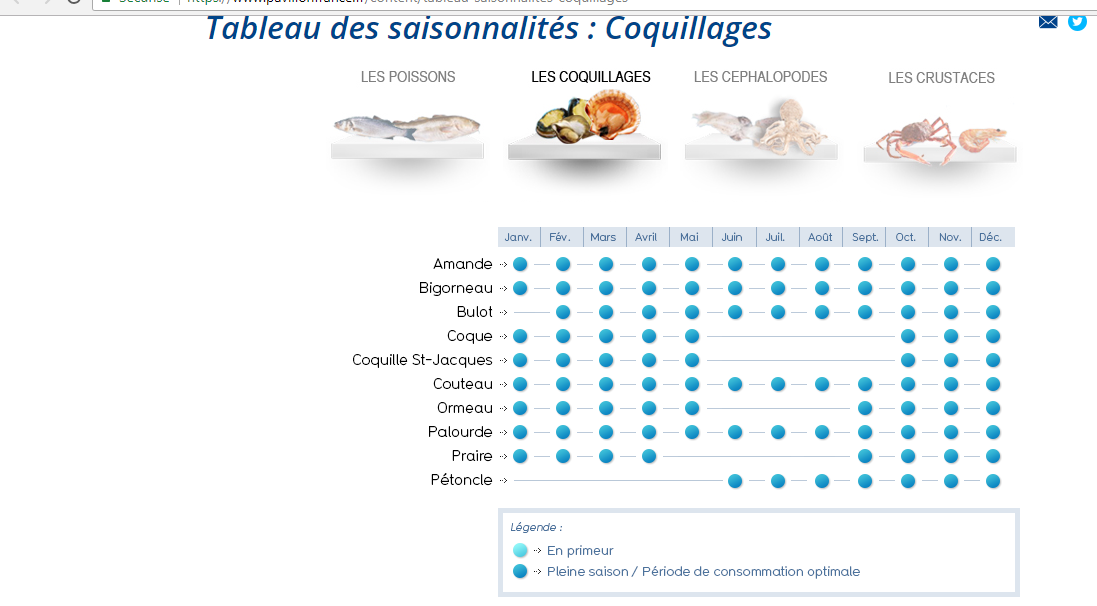 Tableau des saisonnalités : Coquillages
LES POISSONS LES COQUILLAGES LES CEPHALOPODES LES CRUSTACES
Janv. Fév. Mars Avril Mai Juin Juil. Août Sept. Oct. Nov. Déc.
Amande
Bigorneau
Bulot
Coque
Coquille St-Jacques
Couteau
Ormeau
Palourde
Praire
Pétoncle
Légende :
En primeur
Pleine saison / Période de consommation optimale